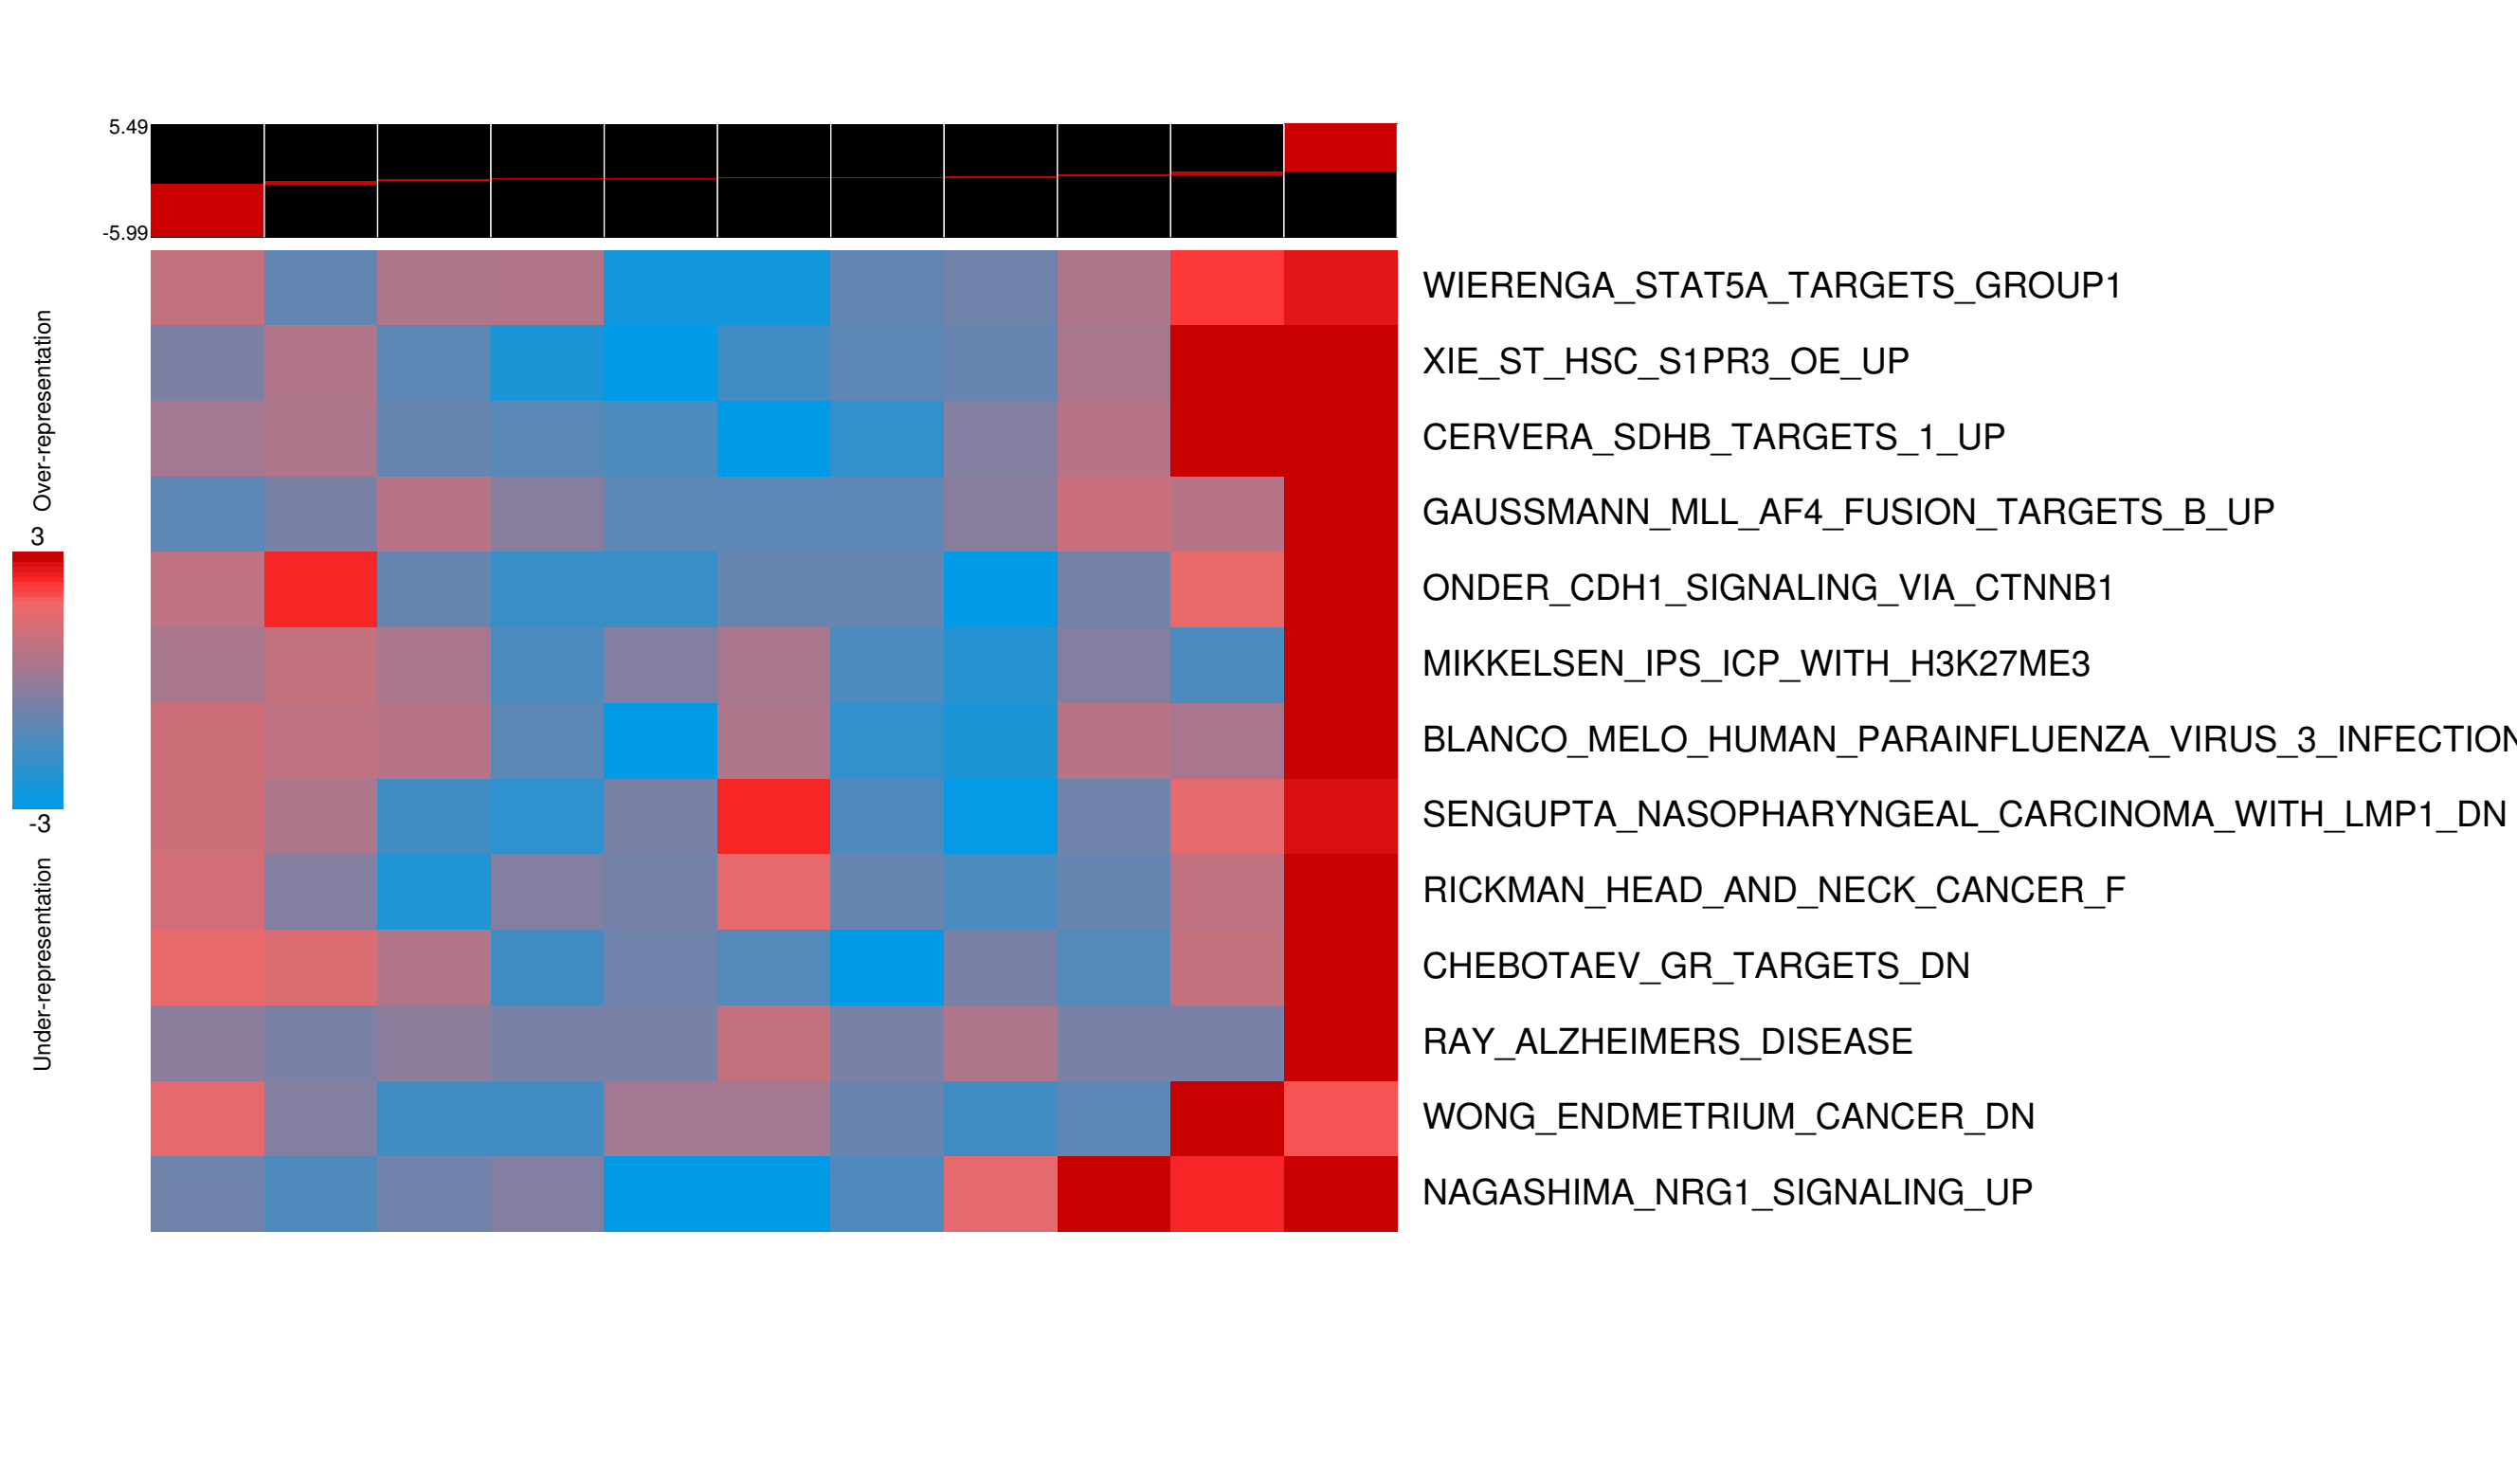 5.49
-5.99
Over-representation
3
-3
Under-representation
WIERENGA_STAT5A_TARGETS_GROUP1
XIE_ST_HSC_S1PR3_OE_UP
CERVERA_SDHB_TARGETS_1_UP
GAUSSMANN_MLL_AF4_FUSION_TARGETS_B_UP
ONDER_CDH1_SIGNALING_VIA_CTNNB1
MIKKELSEN_IPS_ICP_WITH_H3K27ME3
BLANCO_MELO_HUMAN_PARAINFLUENZA_VIRUS_3_INFECTION
SENGUPTA_NASOPHARYNGEAL_CARCINOMA_WITH_LMP1_DN
RICKMAN_HEAD_AND_NECK_CANCER_F
CHEBOTAEV_GR_TARGETS_DN
RAY_ALZHEIMERS_DISEASE
WONG_ENDMETRIUM_CANCER_DN
NAGASHIMA_NRG1_SIGNALING_UP